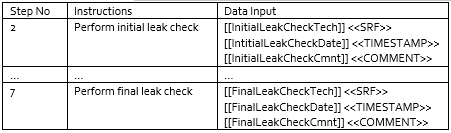 Step No Instructions Data Input
2 Perform initial leak check [[InitialLeakCheckTech] <<SRF>>
[[IntitialLeakCheckDate] <<TIMESTAMP>>
[[InitialLeakCheckCmnt] <<COMMENT>>
... ... ...
7 Perform final leak check [[FinalLeakCheckTech] <<SRF>>
[[FinalLeakCheckDate] <<TIMESTAMP>>
[[FinalLeakCheckCmnt] <<COMMENT>>